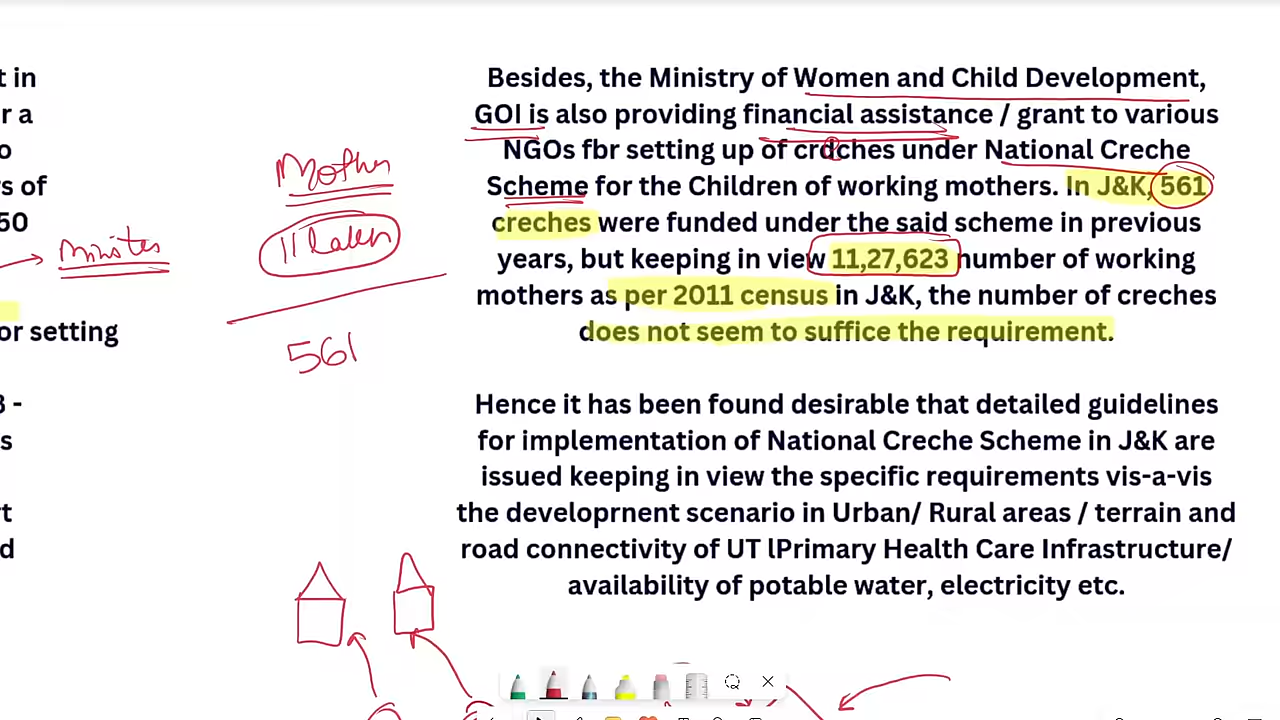 t in
r a
o
s of
50
or setting
3 -
s
t
d
Minister
Mother
11 Lakh
561
Besides, the Ministry of Women and Child Development,
GOI is also providing financial assistance / grant to various
NGOs fbr setting up of creches under National Creche
Scheme for the Children of working mothers. In J&K, 561
creches were funded under the said scheme in previous
years, but keeping in view 11,27,623 number of working
mothers as per 2011 census in J&K, the number of creches
does not seem to suffice the requirement.
Hence it has been found desirable that detailed guidelines
for implementation of National Creche Scheme in J&K are
issued keeping in view the specific requirements vis-a-vis
the developrnent scenario in Urban/ Rural areas / terrain and
road connectivity of UT lPrimary Health Care Infrastructure/
availability of potable water, electricity etc.